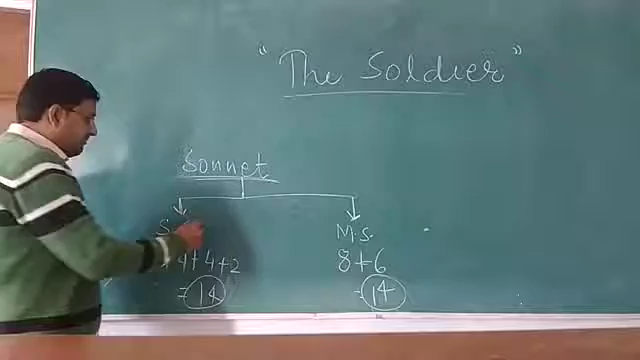 "The Soldier"
Sonnet
S. M.S.
4+4+2 8+6
=14 =14